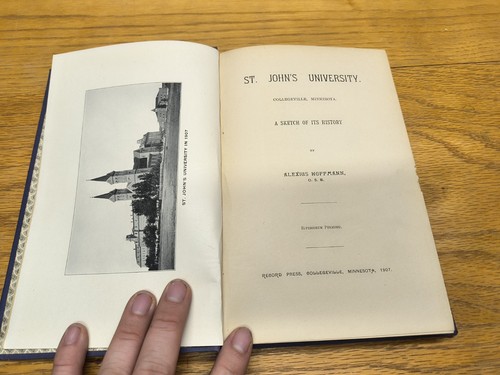 ST. JOHN'S UNIVERSITY IN 1907
ST. JOHN'S UNIVERSITY,
COLLEGEVILLE, MINNESOTA.
A SKETCH OF ITS HISTORY
BY
ALEXIUS HOFFMANN,
O. S. B.
RECORD PRESS, COLLEGEVILLE, MINNESOTA, 1907.